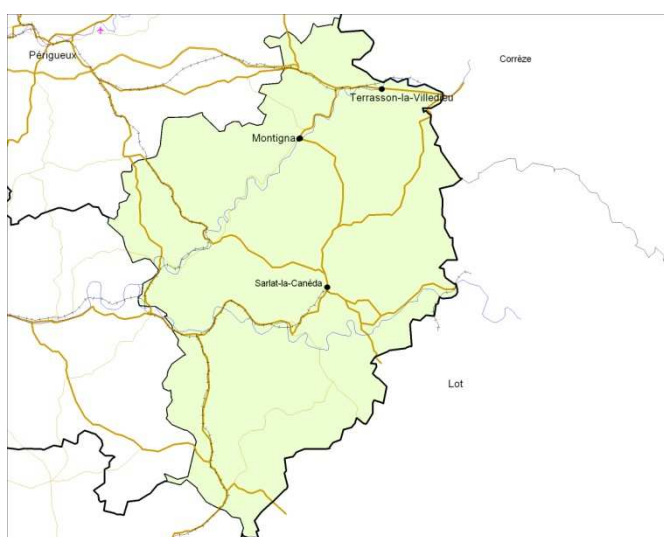 Périgueux
Corrèze
Terrasson-la-Villedieu
Montigna
Sarlat-la-Canéda
Lot